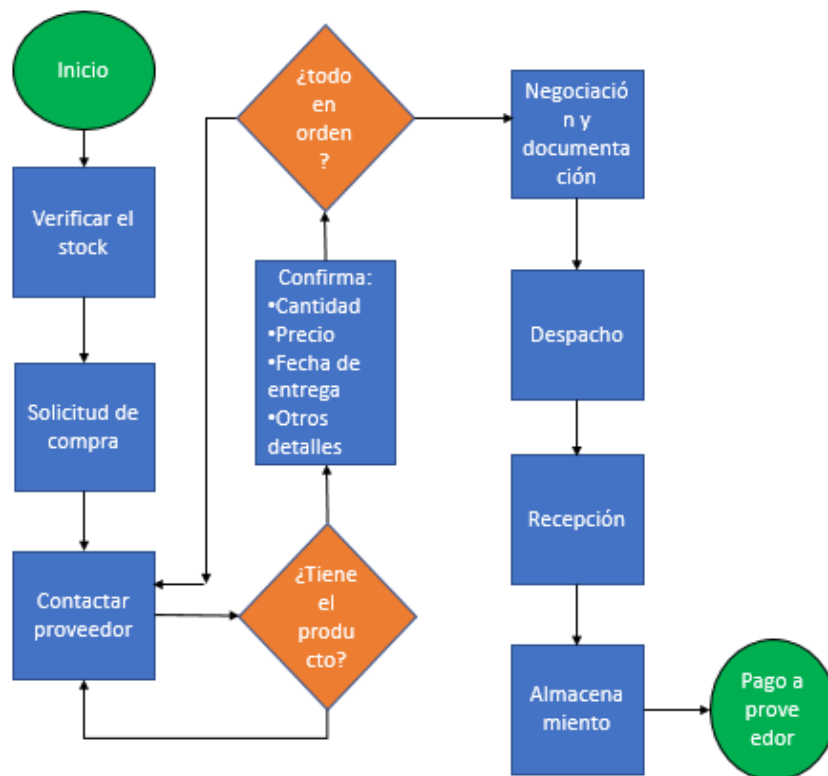 Inicio
Verificar el
stock
Solicitud de
compra
Contactar
proveedor
¿Tiene
el
produ
cto?
Confirma:
•Cantidad
•Precio
•Fecha de
entrega
•Otros
detalles
¿todo
en
orden
?
Negociació
n y
documenta
ción
Despacho
Recepción
Almacena
miento
Pago a
prove
edor